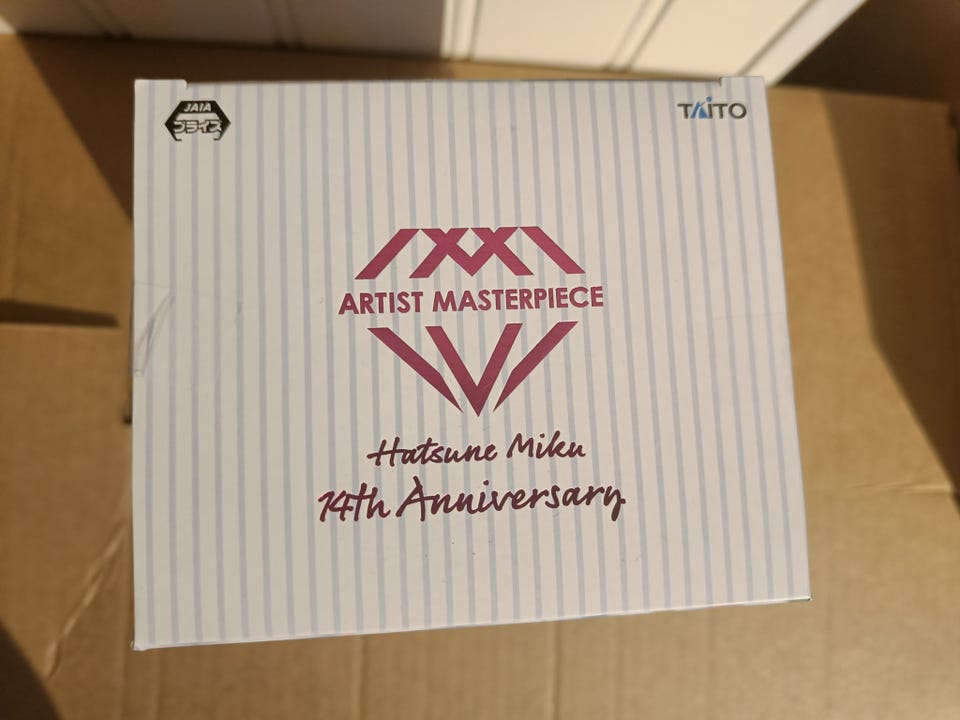 JAIA
プライズ
TAITO
ARTIST MASTERPIECE
Hatsune Miku
14th Anniversary